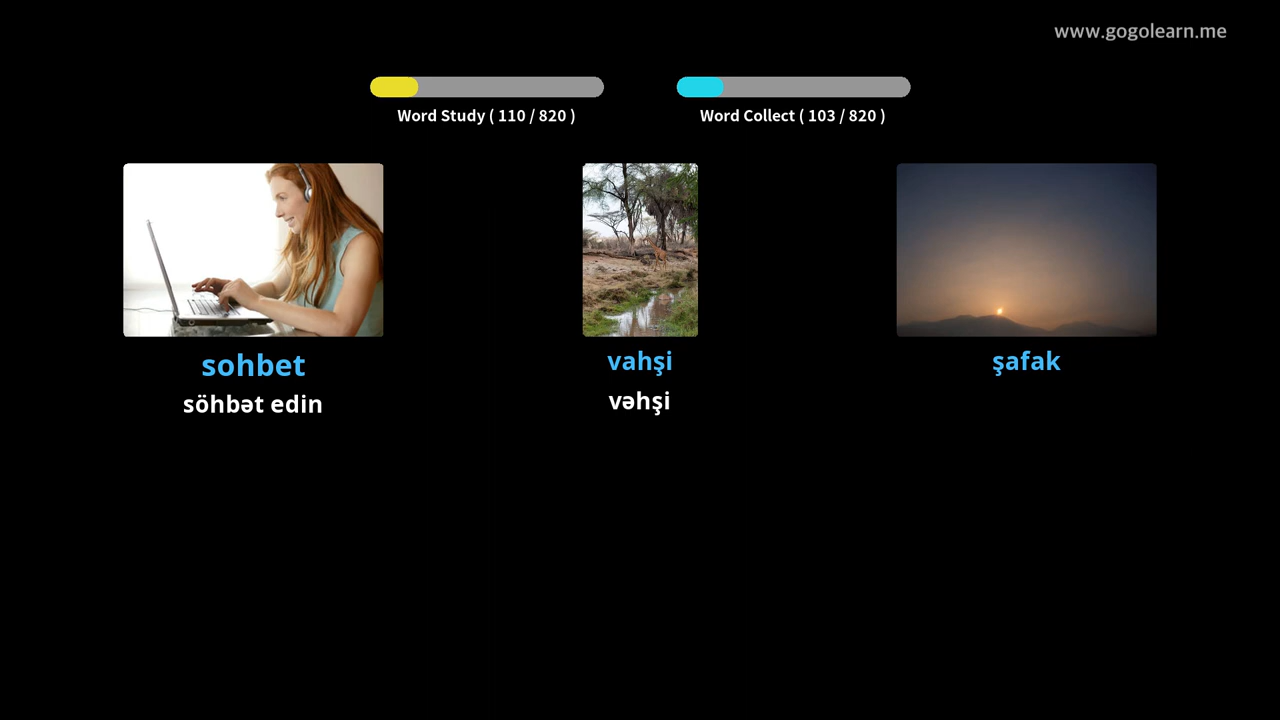 www.gogolearn.me
Word Study ( 110 / 820 )
Word Collect ( 103 / 820 )
sohbet
söhbət edin
vahşi
vəhşi
şafak